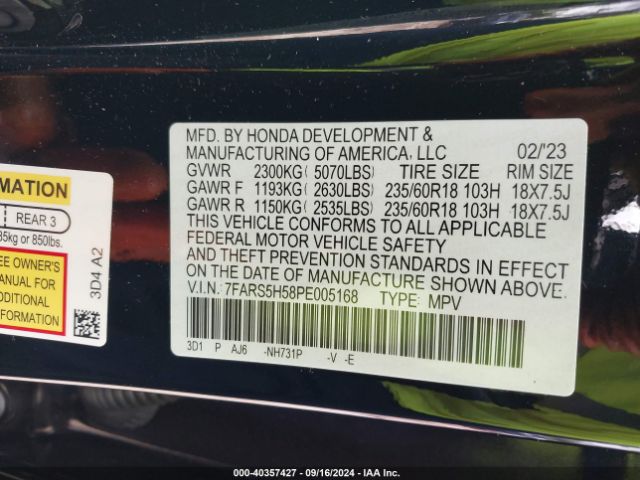 MFD. BY HONDA DEVELOPMENT &
MANUFACTURING OF AMERICA, LLC 02/'23
GVWR 2300KG( 5070LBS) TIRE SIZE RIM SIZE
GAWR F 1193KG( 2630LBS) 235/60R18 103H 18X7.5J
GAWR R 1150KG( 2535LBS) 235/60R18 103H 18X7.5J
THIS VEHICLE CONFORMS TO ALL APPLICABLE
FEDERAL MOTOR VEHICLE SAFETY
AND THEFT PREVENTION STANDARDS IN EFFECT
ON THE DATE OF MANUFACTURE SHOWN ABOVE.
V.I.N. 7FARS5H58PE005168 TYPE: MPV
3D1 P AJ6 -NH731P -V -E
RMATION
REAR 3
85kg or 850lbs.
EE OWNER'S
MANUAL FOR
ADDITIONAL
FORMATION
3D4 A2
000 - 40357427 - 09/16/2024 - IAA Inc.